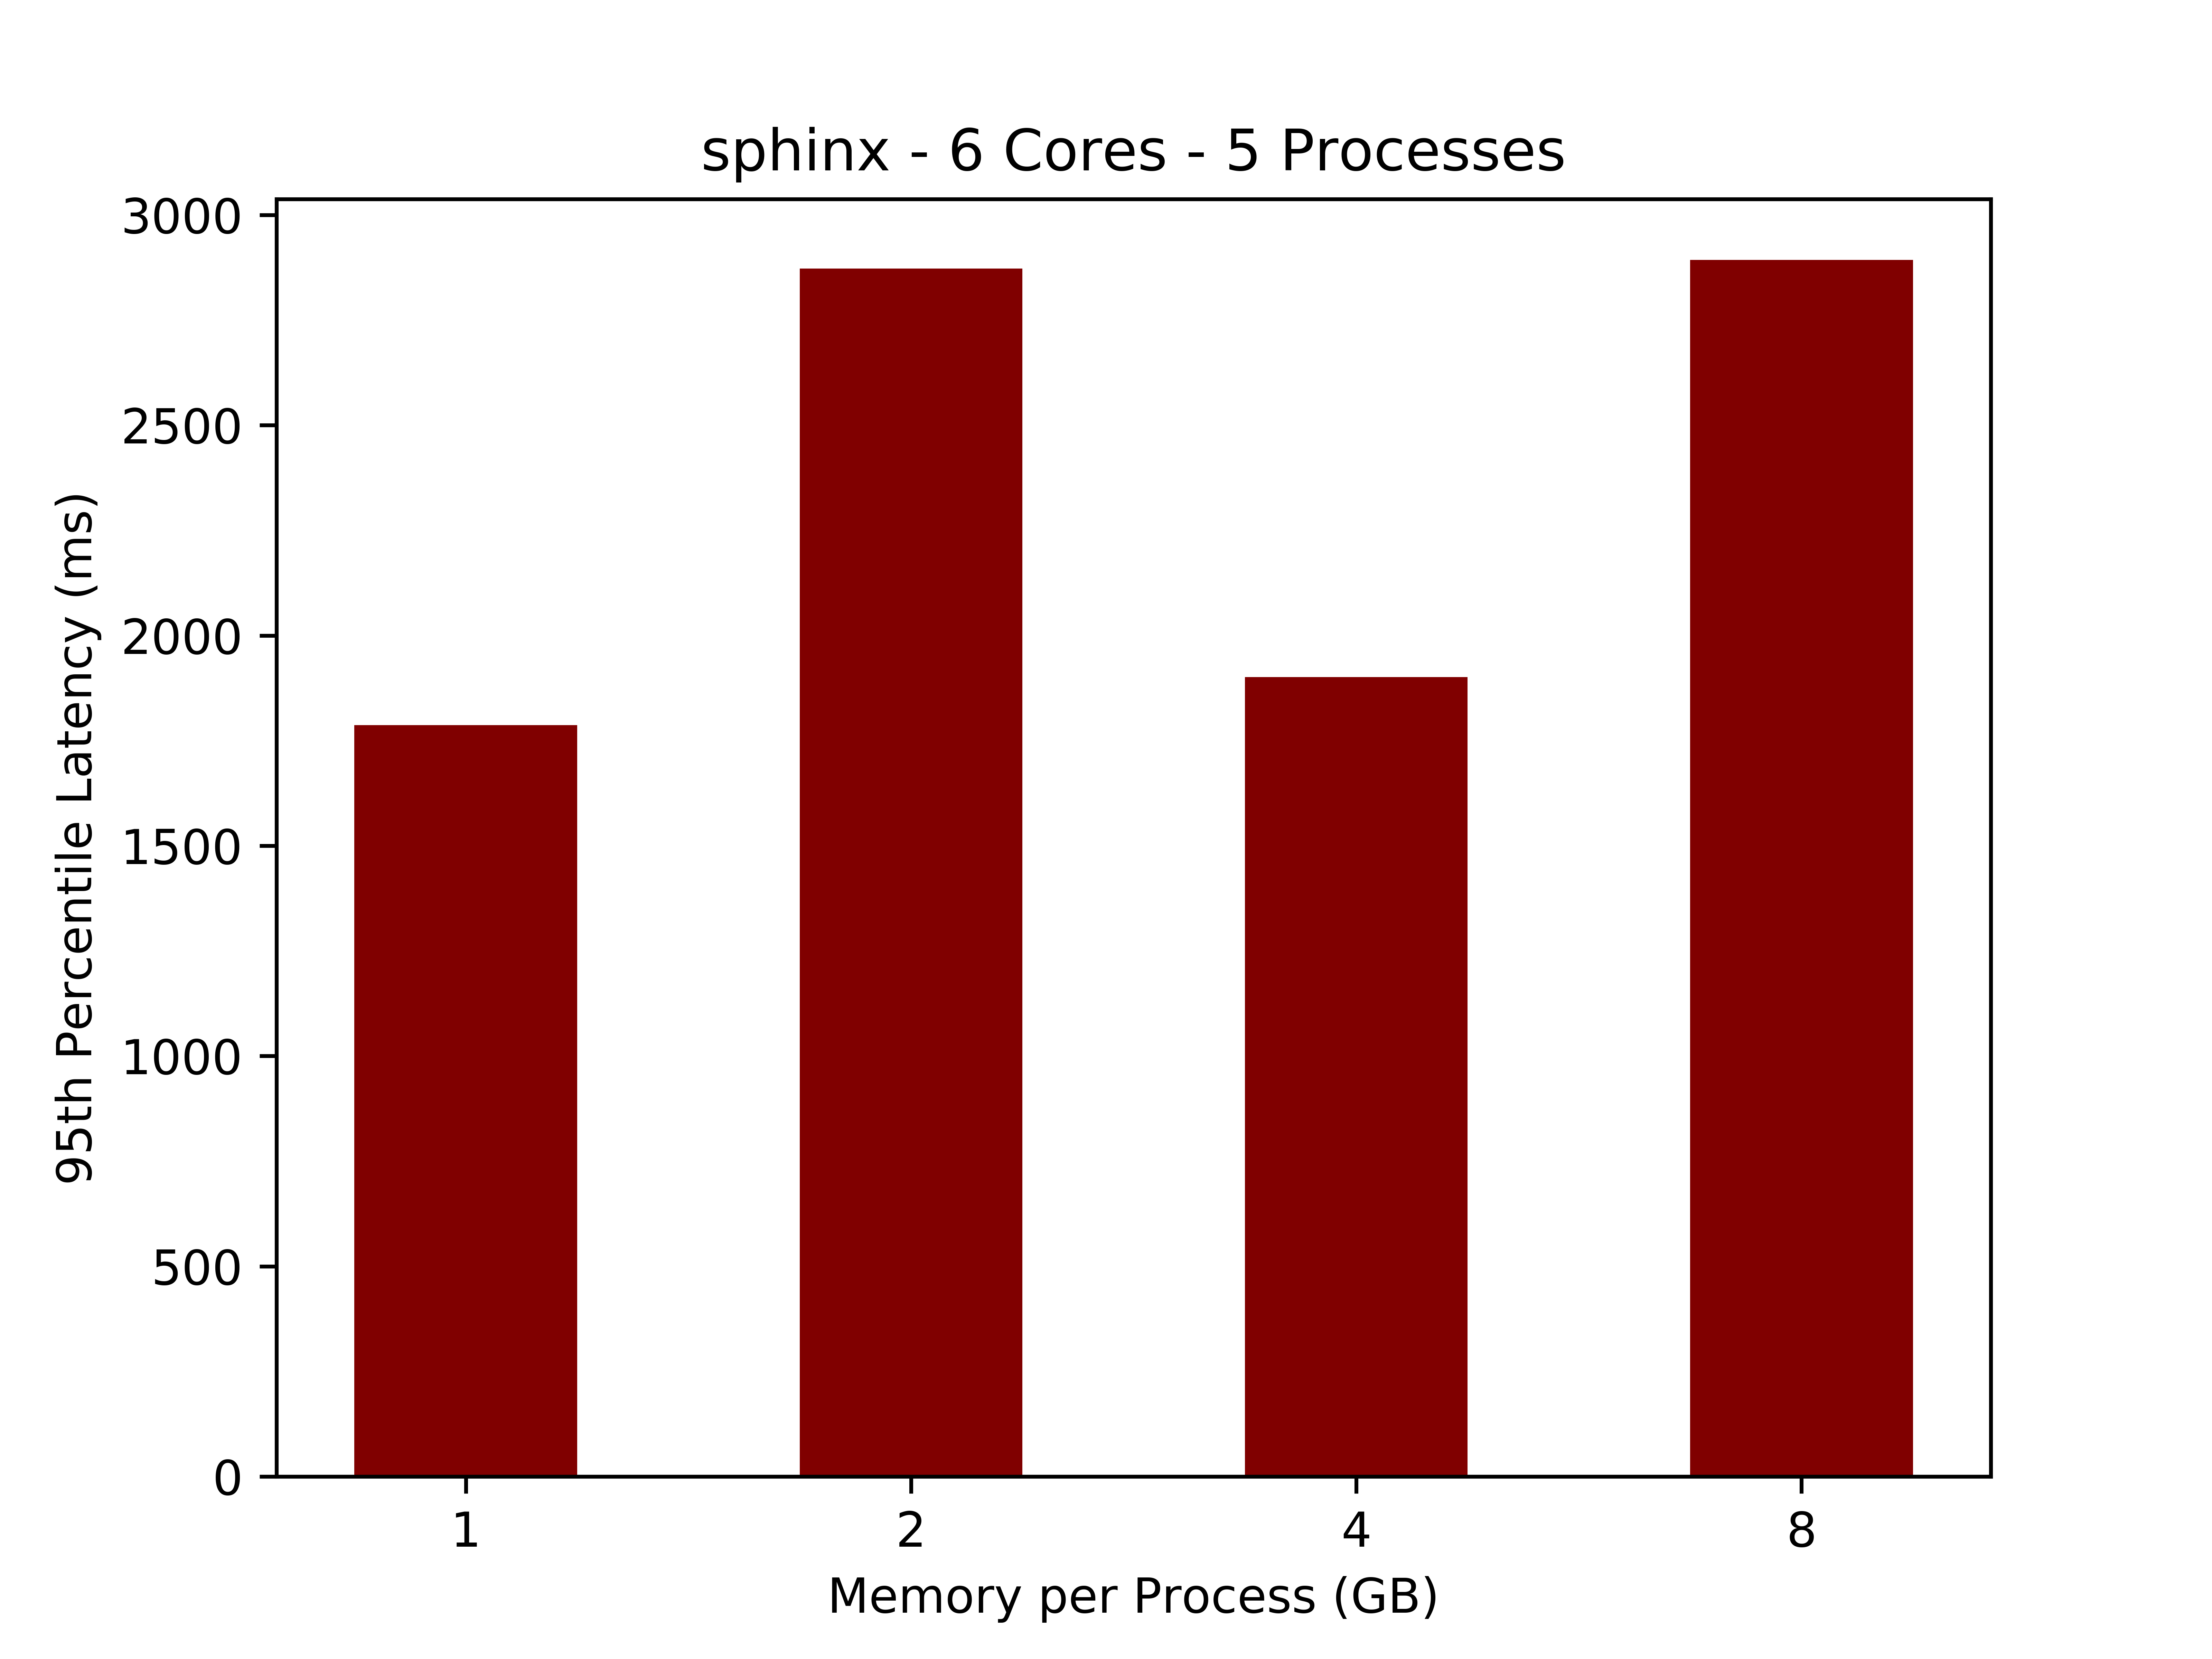 sphinx - 6 Cores - 5 Processes
3000
2500
2000
1500
1000
500
0
95th Percentile Latency (ms)
1 2 4 8
Memory per Process (GB)